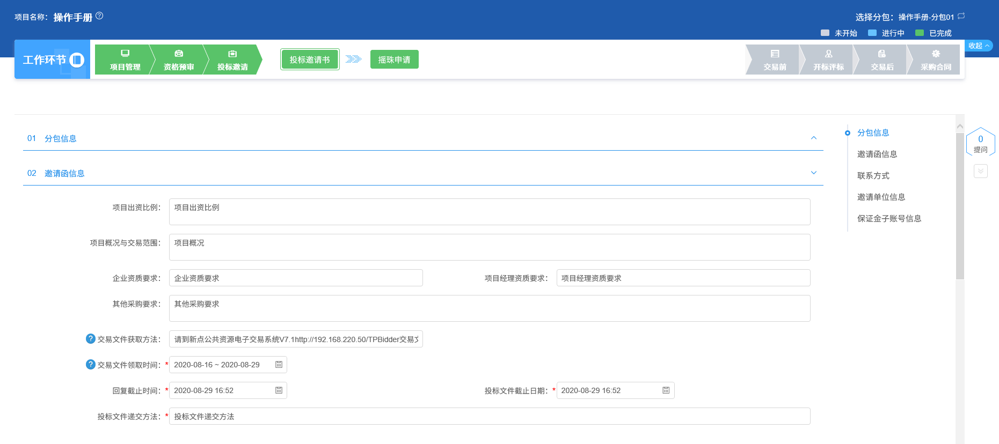 项目名称： 操作手册
选择分包： 操作手册-分包01
未开始 进行中 已完成
收起
工作环节
项目管理 资格预审 投标邀请
投标邀请书 摇珠申请
交易前 开标评标 交易后 采购合同
01 分包信息
02 邀请函信息
项目出资比例： 项目出资比例
项目概况与交易范围： 项目概况
企业资质要求： 企业资质要求 项目经理资质要求： 项目经理资质要求
其他采购要求： 其他采购要求
交易文件获取方法： 请到新点公共资源电子交易系统V7.1http://192.168.220.50/TPBidder交易
交易文件领取时间：* 2020-08-16 ~ 2020-08-29
回复截止时间：* 2020-08-29 16:52 投标文件截止日期：* 2020-08-29 16:52
投标文件递交方法：* 投标文件递交方法
分包信息
邀请函信息
联系方式
邀请单位信息
保证金子账号信息
0
提问